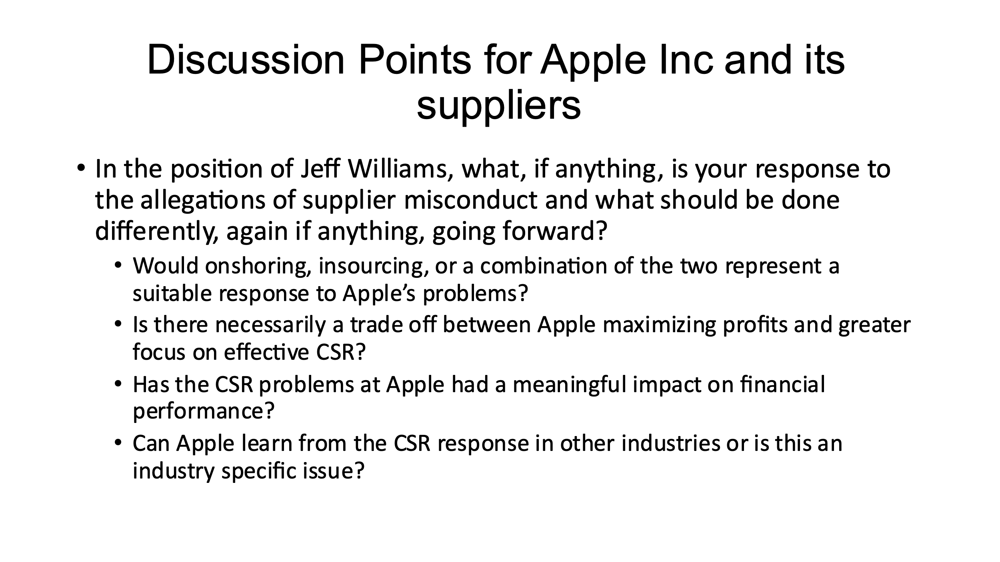 Discussion Points for Apple Inc and its
suppliers
• In the position of Jeff Williams, what, if anything, is your response to
the allegations of supplier misconduct and what should be done
differently, again if anything, going forward?
• Would onshoring, insourcing, or a combination of the two represent a
suitable response to Apple’s problems?
• Is there necessarily a trade off between Apple maximizing profits and greater
focus on effective CSR?
• Has the CSR problems at Apple had a meaningful impact on financial
performance?
• Can Apple learn from the CSR response in other industries or is this an
industry specific issue?